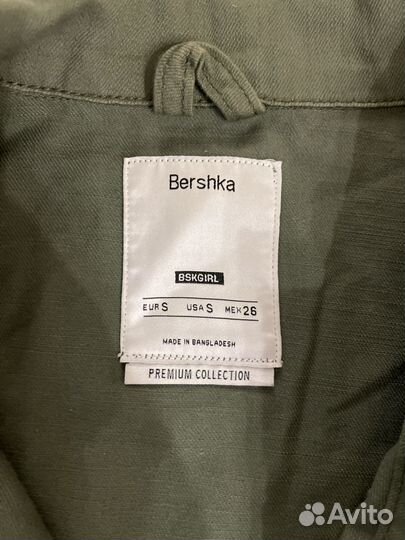 Bershka
BSKGIRL
EUR S USA S MEX 26
MADE IN BANGLADESH
PREMIUM COLLECTION
Avito